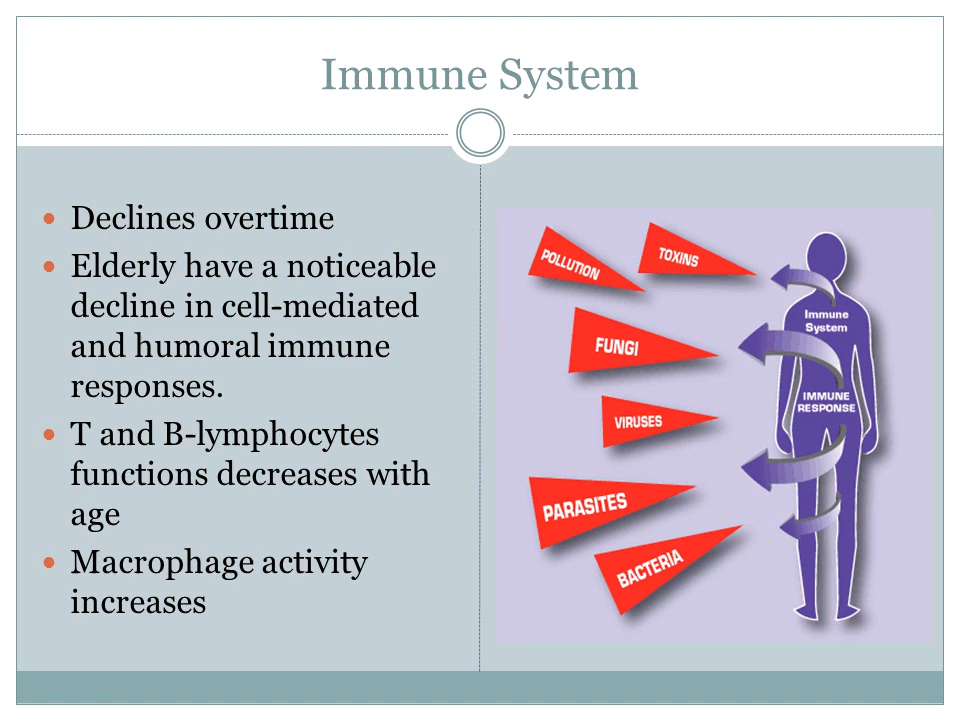 Immune System
Declines overtime
Elderly have a noticeable
decline in cell-mediated
and humoral immune
responses.
T and B-lymphocytes
functions decreases with
age
Macrophage activity
increases
POLLUTION
TOXINS
FUNGI
VIRUSES
PARASITES
BACTERIA
Immune
System
IMMUNE
RESPONSE